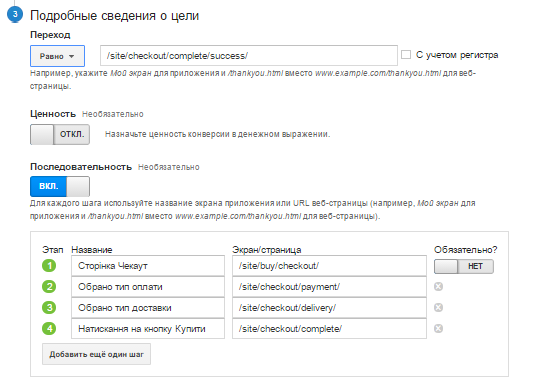 3 Подробные сведения о цели
Переход
Равно /site/checkout/complete/success/ С учетом регистра
Например, укажите Мой экран для приложения и /thankyou.html вместо www.example.com/thankyou.html для веб-
страницы.
Ценность Необязательно
ОТКЛ. Назначьте ценность конверсии в денежном выражении.
Последовательность Необязательно
ВКЛ.
Для каждого шага используйте название экрана приложения или URL веб-страницы (например, Мой экран для
приложения и /thankyou.html вместо www.example.com/thankyou.html для веб-страницы).
Этап Название Экран/страница Обязательно?
1 Сторінка Чекаут /site/buy/checkout/ НЕТ
2 Обрано тип оплати /site/checkout/payment/
3 Обрано тип доставки /site/checkout/delivery/
4 Натискання на кнопку Купити /site/checkout/complete/
Добавить ещё один шаг